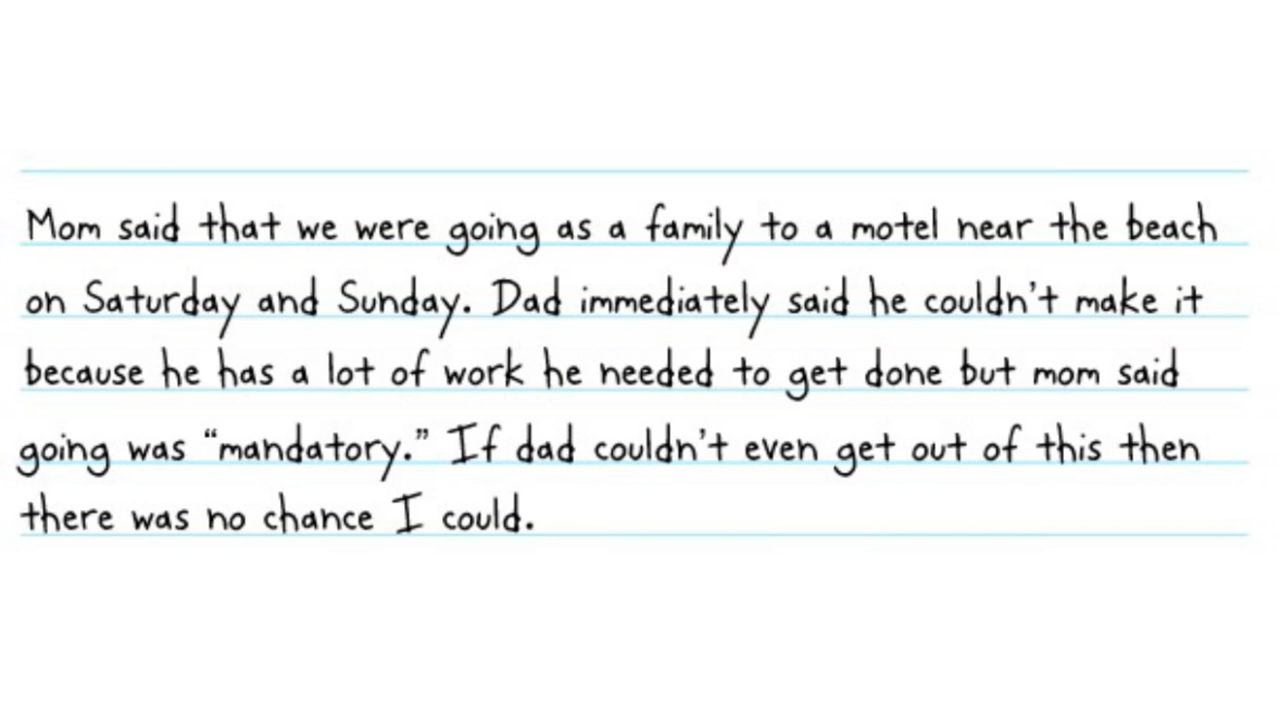 Mom said that we were going as a family to a motel near the beach
on Saturday and Sunday. Dad immediately said he couldn't make it
because he has a lot of work he needed to get done but mom said
going was “mandatory.” If dad couldn't even get out of this then
there was no chance I could.